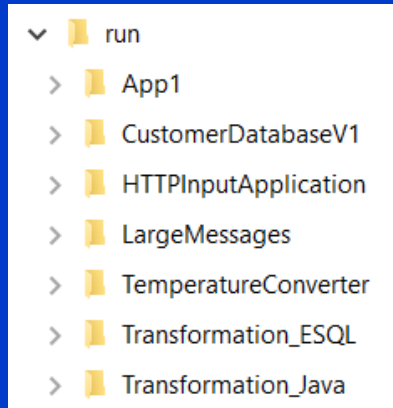 run
App1
CustomerDatabaseV1
HTTPInputApplication
LargeMessages
TemperatureConverter
Transformation_ESQL
Transformation_Java